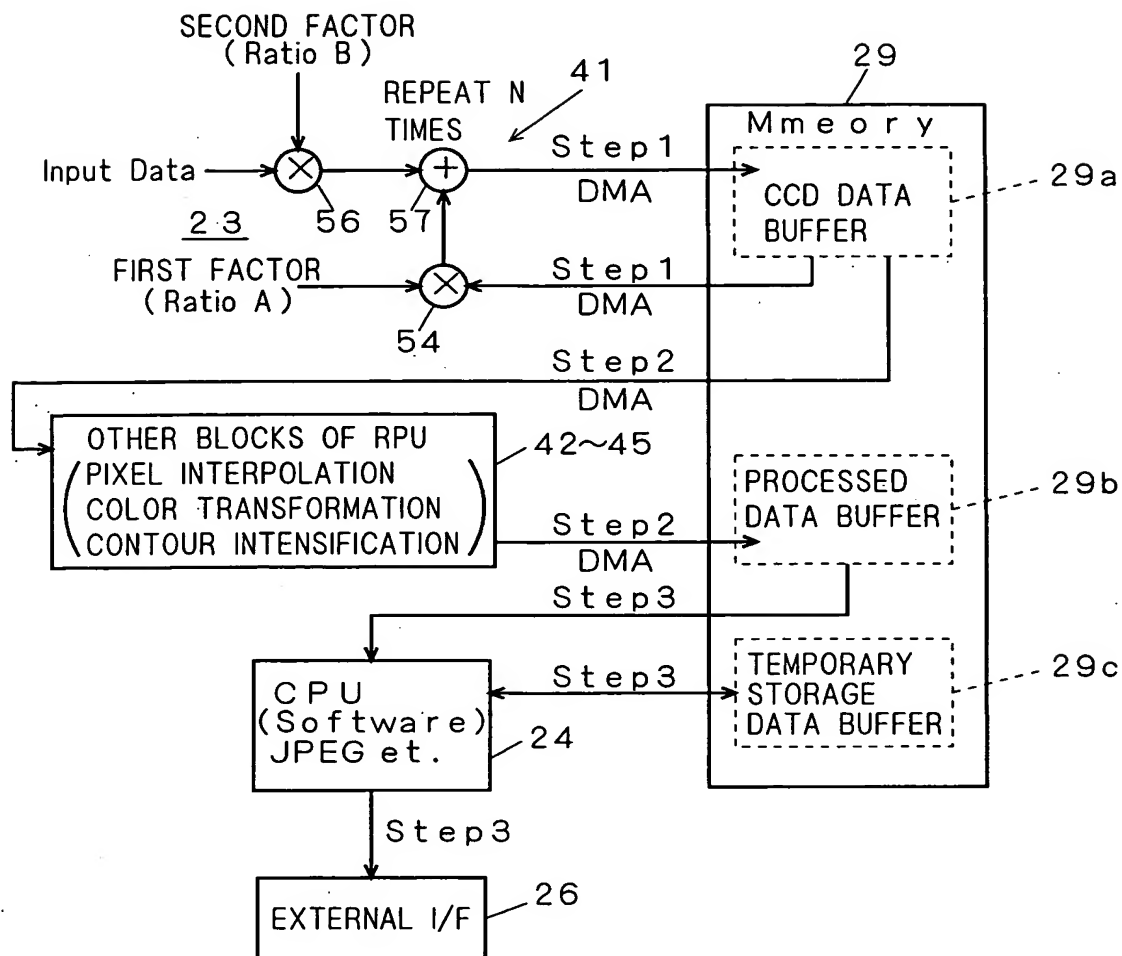 SECOND FACTOR
(Ratio B)
REPEAT N
TIMES
41
29
Mmeory
Input Data
×
+
Step1
DMA
29a
CCD DATA
BUFFER
56
57
23
FIRST FACTOR
(Ratio A)
×
54
Step1
DMA
Step2
DMA
OTHER BLOCKS OF RPU
(PIXEL INTERPOLATION
COLOR TRANSFORMATION
CONTOUR INTENSIFICATION)
42~45
Step2
DMA
PROCESSED
DATA BUFFER
29b
Step3
CPU
(Software)
JPEG et.
24
Step3
TEMPORARY
STORAGE
DATA BUFFER
29c
Step3
EXTERNAL I/F
26